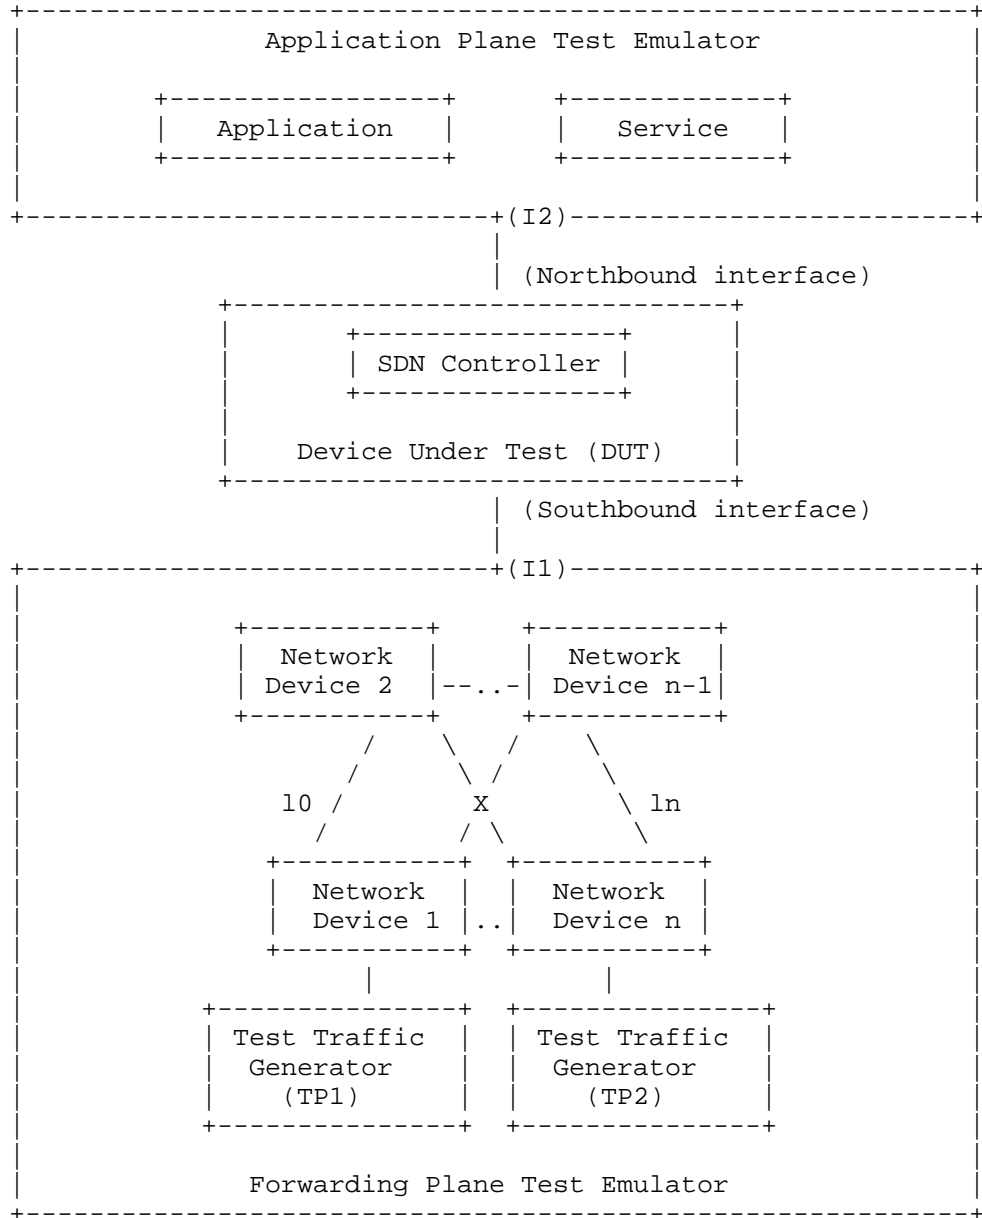 Application Plane Test Emulator
Application Service
(I2)
(Northbound interface)
SDN Controller
Device Under Test (DUT)
(Southbound interface)
(I1)
Network Network
Device 2 --..- Device n-1
l0 X ln
Network Network
Device 1 .. Device n
Test Traffic Test Traffic
Generator Generator
(TP1) (TP2)
Forwarding Plane Test Emulator